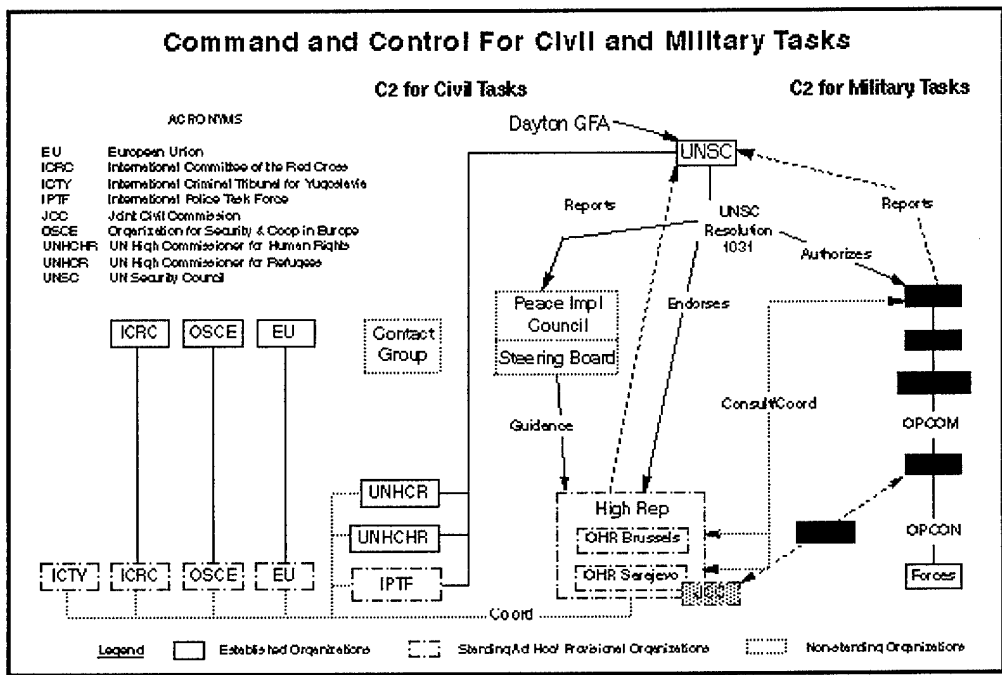 Command and Control For Civil and Military Tasks
C2 for Civil Tasks
C2 for Military Tasks
ACRONYMS
EU European Union
ICRC International Committee of the Red Cross
ICTY International Criminal Tribunal for Yugoslavia
IPTF International Police Task Force
JCC Joint Civil Commission
OSCE Organization for Security & Coop in Europe
UNHCHR UN High Commissioner for Human Rights
UNHCR UN High Commissioner for Refugees
UNSC UN Security Council
Dayton GFA
UNSC
Reports
UNSC
Resolution
1031
Reports
Authorizes
Endorses
Peace Impl
Council
Steering Board
ICRC
OSCE
EU
Contact
Group
Consult/Coord
Guidance
OPCOM
UNHCR
UNHCHR
IPTF
High Rep
OHR Brussels
OHR Sarajevo
OPCON
Forces
ICTY
ICRC
OSCE
EU
Coord
Legend
Established Organizations
Standing Ad Hoc/ Provisional Organizations
Non-standing Organizations